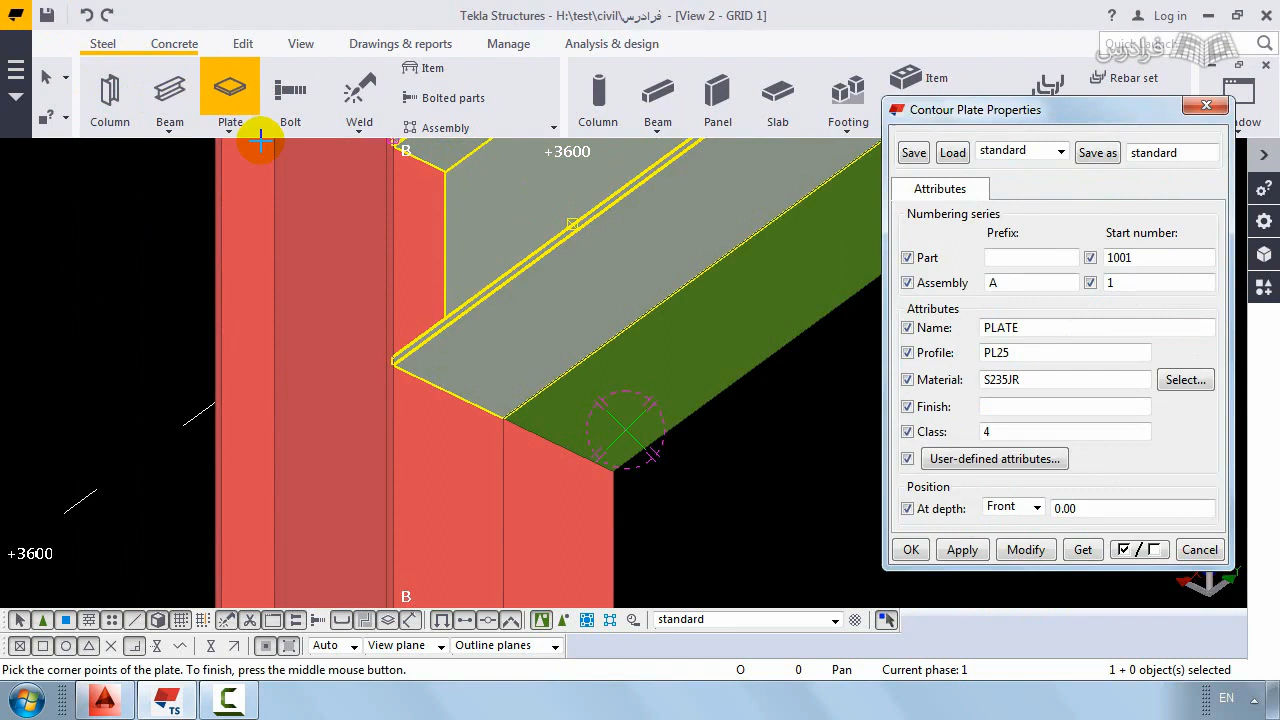 Tekla Structures - H:\test\civil\فرادرس - [View 2 - GRID 1]
? Log in
Steel Concrete Edit View Drawings & reports Manage Analysis & design Quick Launch
فرادرس
Column Beam Plate Bolt Weld Item Bolted parts Assembly Column Beam Panel Slab Footing Item Rebar set
B +3600
+3600
B
Contour Plate Properties
Save Load standard Save as standard
Attributes
Numbering series
Prefix: Start number:
Part 1001
Assembly A 1
Attributes
Name: PLATE
Profile: PL25
Material: S235JR Select...
Finish:
Class: 4
User-defined attributes...
Position
At depth: Front 0.00
OK Apply Modify Get / Cancel
standard
Auto View plane Outline planes
Pick the corner points of the plate. To finish, press the middle mouse button. O 0 Pan Current phase: 1 1 + 0 object(s) selected
TS EN